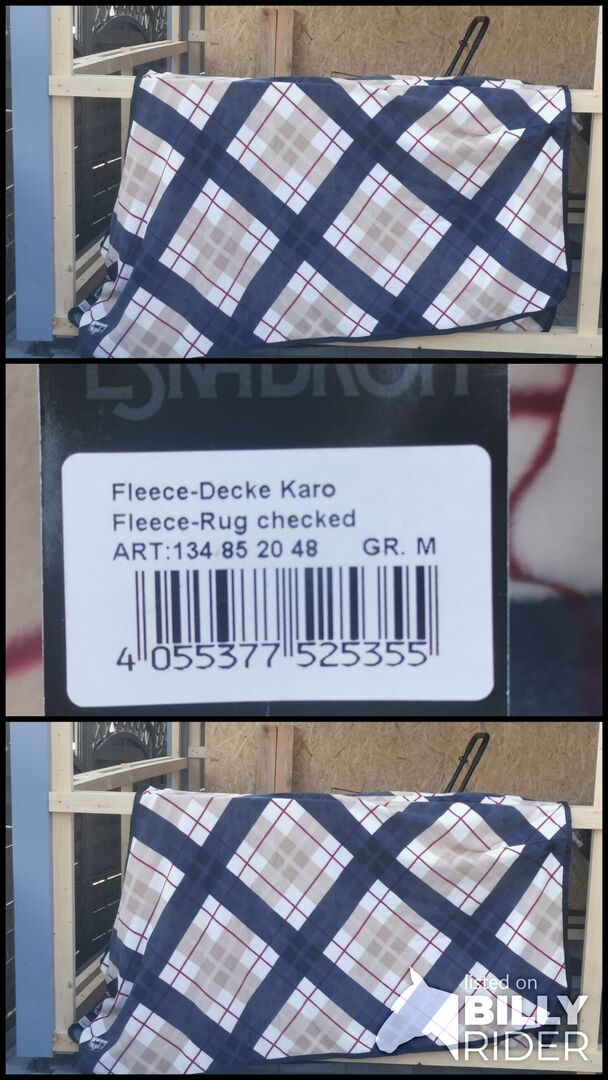 ESKADRON
Fleece-Decke Karo
Fleece-Rug checked
ART:134 85 20 48 GR. M
4 055377 525355
listed on
BILLY
RIDER